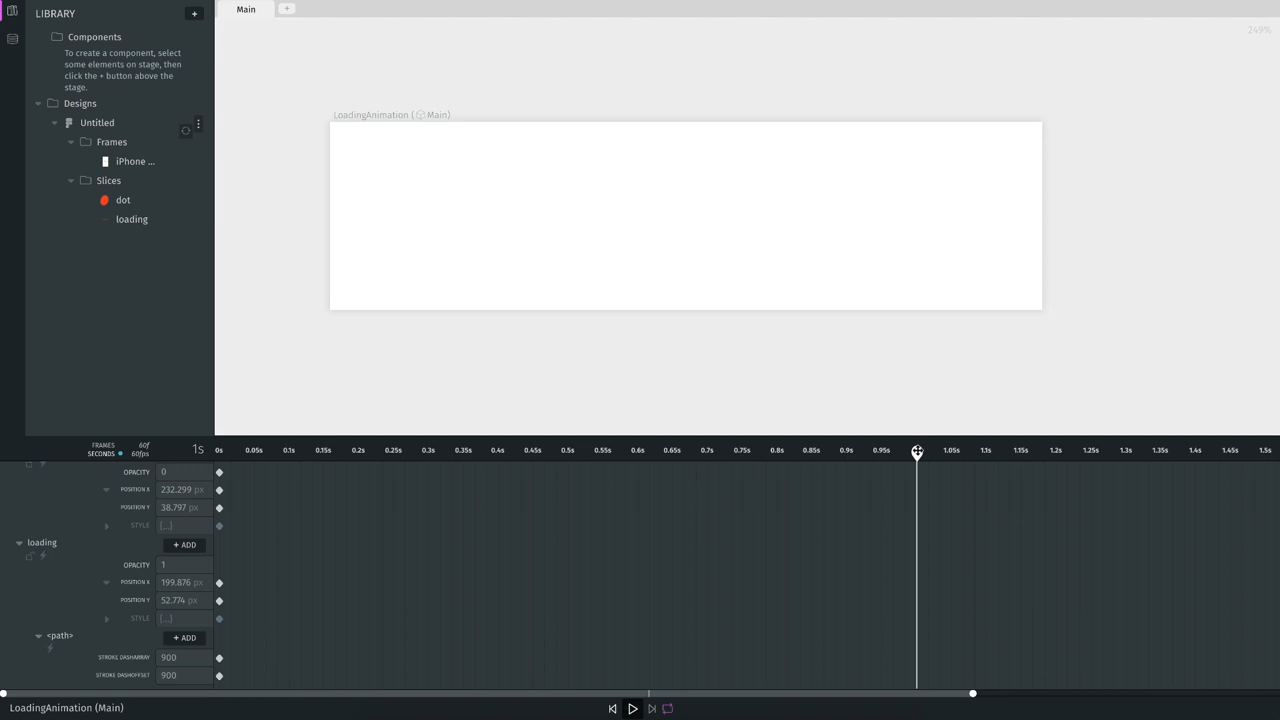 LIBRARY
+
Main
+
249%
Components
To create a component, select
some elements on stage, then
click the + button above the
stage.
Designs
Untitled
Frames
iPhone ...
Slices
dot
loading
LoadingAnimation ( Main)
FRAMES 60f
SECONDS 60fps
1s
0s 0.05s 0.1s 0.15s 0.2s 0.25s 0.3s 0.35s 0.4s 0.45s 0.5s 0.55s 0.6s 0.65s 0.7s 0.75s 0.8s 0.85s 0.9s 0.95s 1.05s 1.1s 1.15s 1.2s 1.25s 1.3s 1.35s 1.4s 1.45s 1.5s
OPACITY 0
POSITION X 232.299 px
POSITION Y 38.797 px
STYLE {...}
loading + ADD
OPACITY 1
POSITION X 199.876 px
POSITION Y 52.774 px
STYLE {...}
<path> + ADD
STROKE DASHARRAY 900
STROKE DASHOFFSET 900
LoadingAnimation (Main)